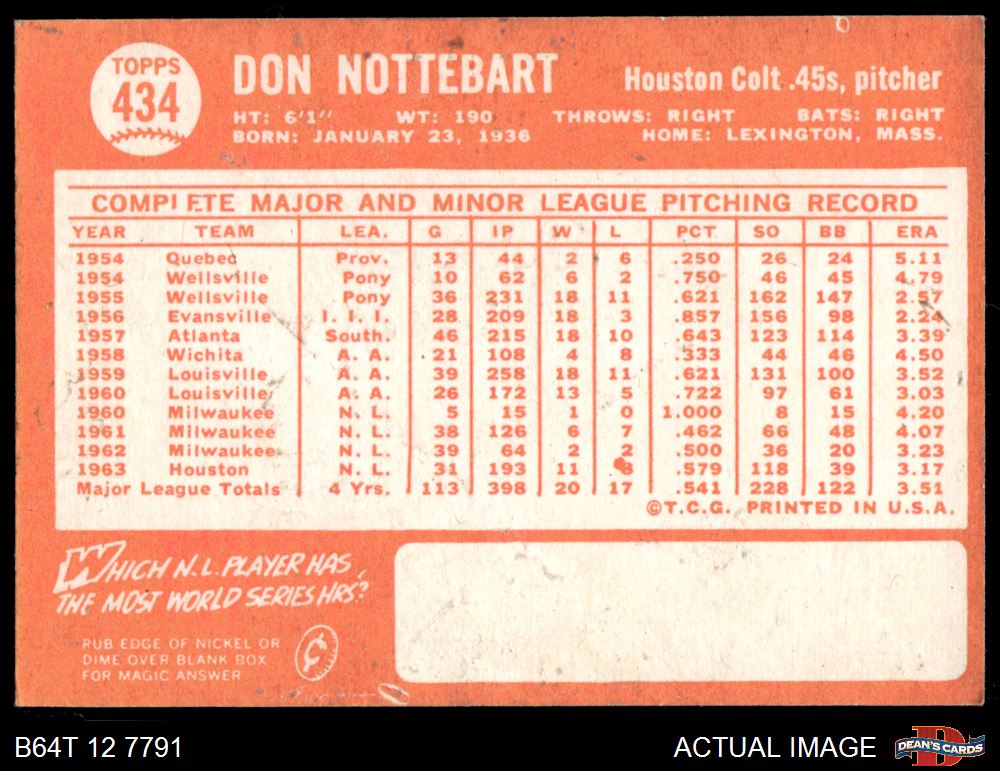 TOPPS
434
DON NOTTEBART
Houston Colt .45s, pitcher
HT: 6'1" WT: 190 THROWS: RIGHT BATS: RIGHT
BORN: JANUARY 23, 1936 HOME: LEXINGTON, MASS.
COMPLETE MAJOR AND MINOR LEAGUE PITCHING RECORD
YEAR TEAM LEA. G IP W L PCT. SO BB ERA
1954 Quebec Prov. 13 44 2 6 .250 26 24 5.11
1954 Wellsville Pony 10 62 6 2 .750 46 45 4.79
1955 Wellsville Pony 36 231 18 11 .621 162 147 2.57
1956 Evansville I. I. I. 28 209 18 3 .857 156 98 2.24
1957 Atlanta South. 46 215 18 10 .643 123 114 3.39
1958 Wichita A. A. 21 108 4 8 .333 44 46 4.50
1959 Louisville A. A. 39 258 18 11 .621 131 100 3.52
1960 Louisville A. A. 26 172 13 5 .722 97 61 3.03
1960 Milwaukee N. L. 5 15 1 0 1.000 8 15 4.20
1961 Milwaukee N. L. 38 126 6 7 .462 66 48 4.07
1962 Milwaukee N. L. 39 64 2 2 .500 36 20 3.23
1963 Houston N. L. 31 193 11 8 .579 118 39 3.17
Major League Totals 4 Yrs. 113 398 20 17 .541 228 122 3.51
©T.C.G. PRINTED IN U.S.A.
WHICH N.L. PLAYER HAS
THE MOST WORLD SERIES HRS?
RUB EDGE OF NICKEL OR
DIME OVER BLANK BOX
FOR MAGIC ANSWER
¢
B64T 12 7791
ACTUAL IMAGE
D
DEAN'S CARDS